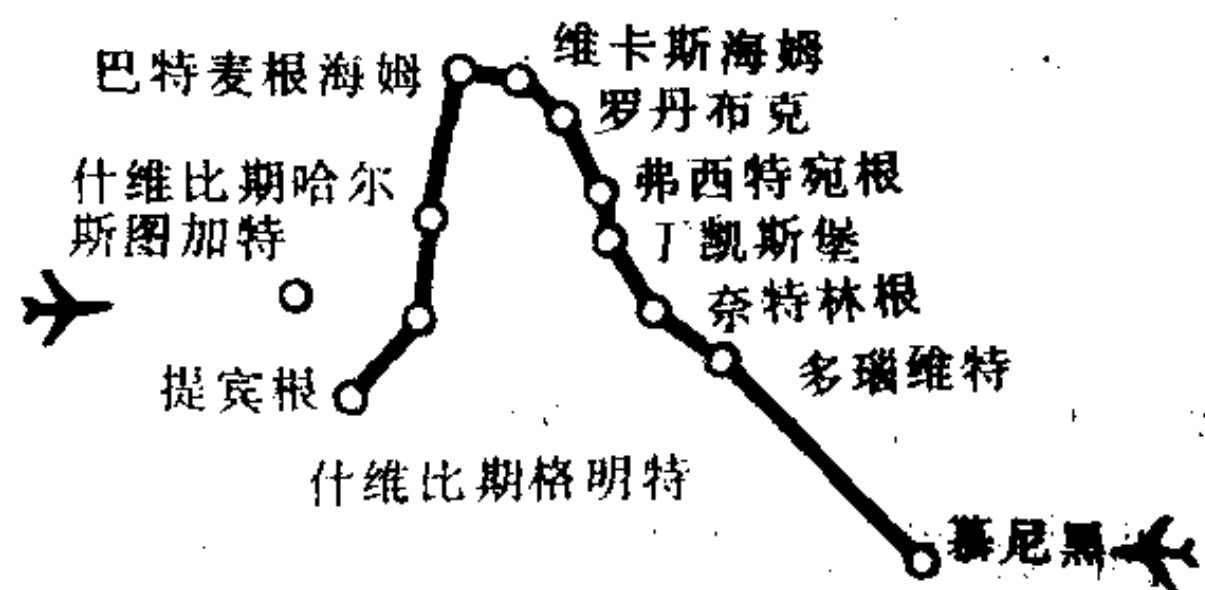 维卡斯海姆
巴特麦根海姆
罗丹布克
什维比期哈尔
弗西特宛根
斯图加特
丁凯斯堡
奈特林根
多瑙维特
提宾根
什维比期格明特
慕尼黑